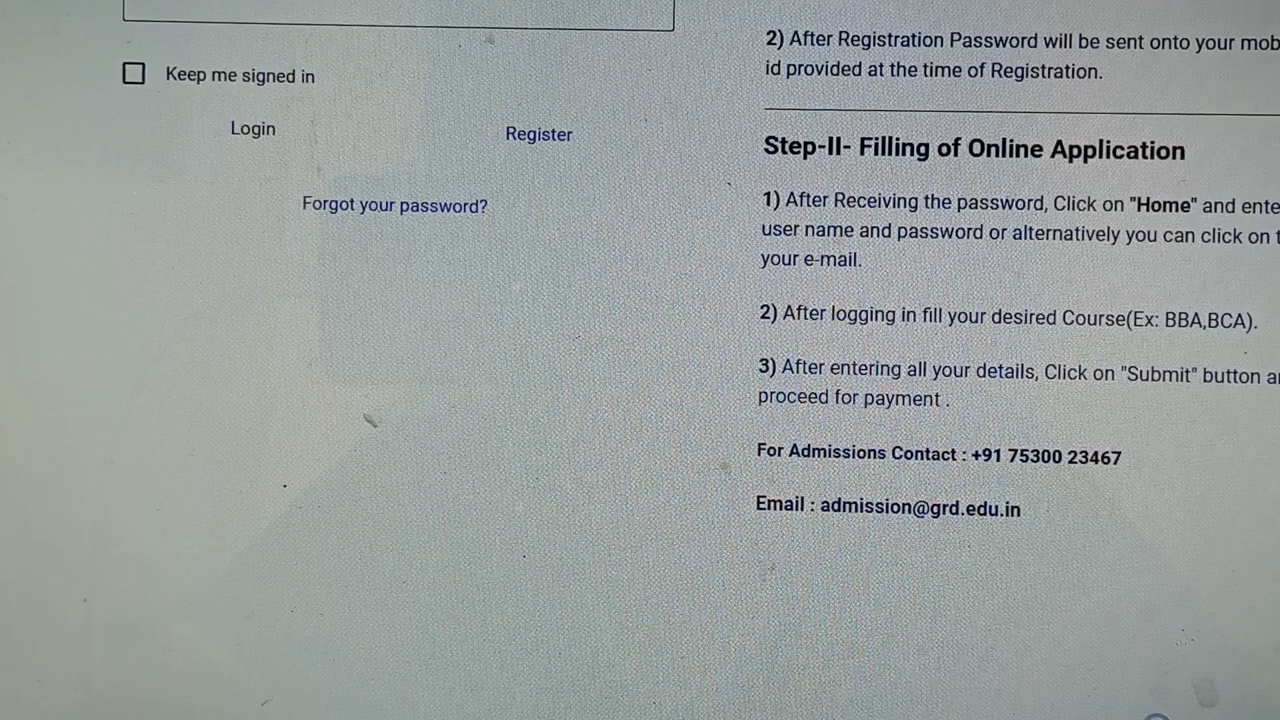 Keep me signed in
Login
Register
Forgot your password?
2) After Registration Password will be sent onto your
id provided at the time of Registration.
Step-II- Filling of Online Application
1) After Receiving the password, Click on "Home" and
user name and password or alternatively you can click on
your e-mail.
2) After logging in fill your desired Course(Ex: BBA,BCA).
3) After entering all your details, Click on "Submit" button
proceed for payment .
For Admissions Contact : +91 75300 23467
Email : admission@grd.edu.in